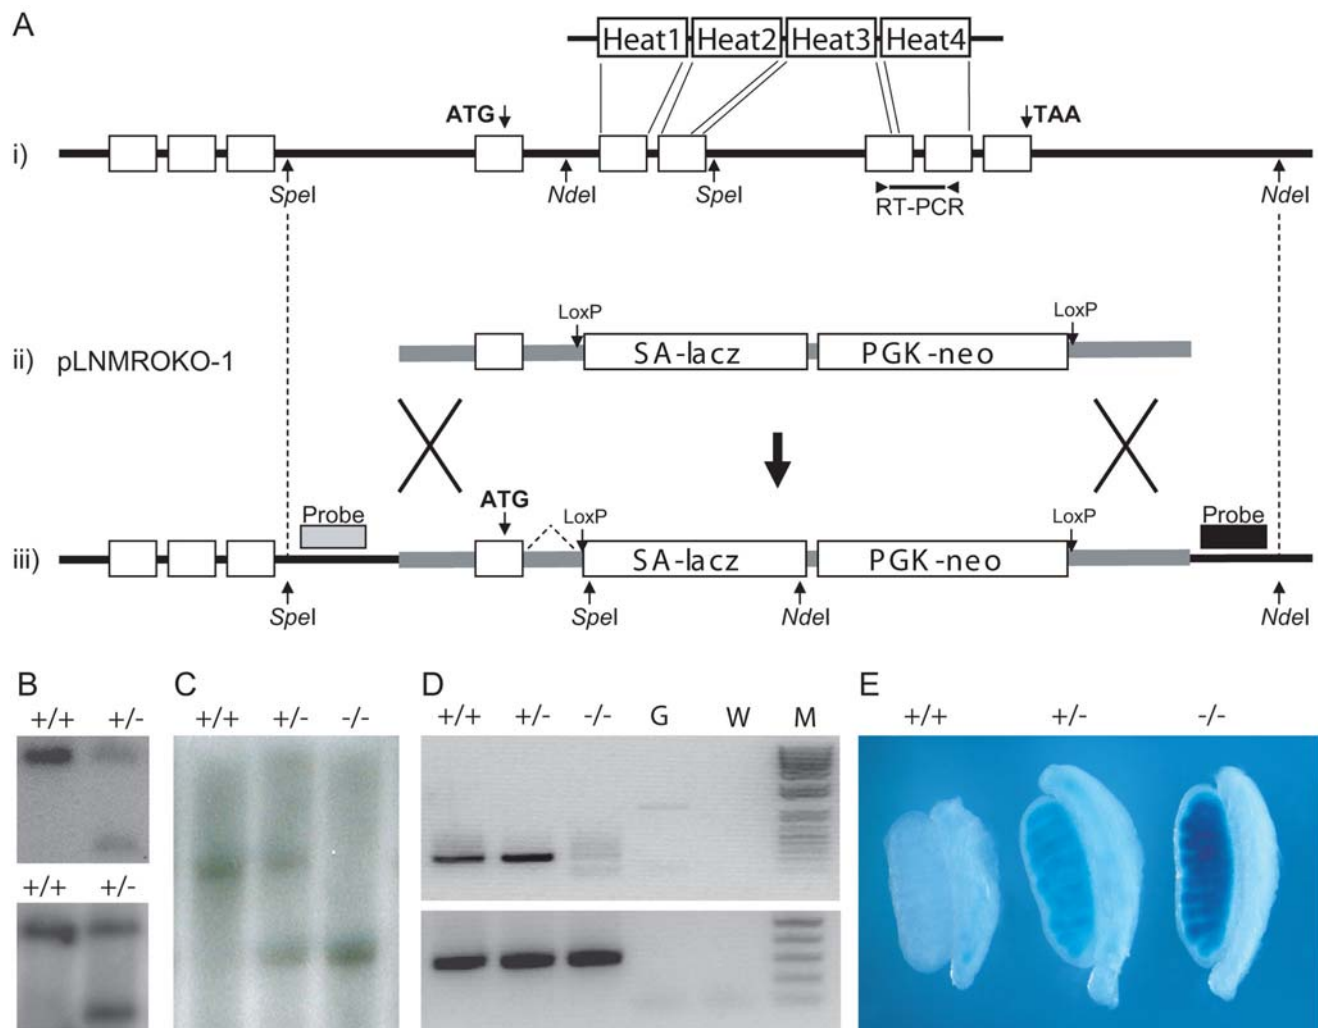 A
Heat1 Heat2 Heat3 Heat4
ATG TAA
i)
SpeI NdeI SpeI NdeI
RT-PCR
LoxP LoxP
ii) pLNMROKO-1 SA-lacz PGK-neo
ATG
Probe LoxP LoxP Probe
iii) SA-lacz PGK-neo
SpeI SpeI NdeI NdeI
B
+/+ +/-
+/+ +/-
C
+/+ +/- -/-
D
+/+ +/- -/- G W M
E
+/+ +/- -/-